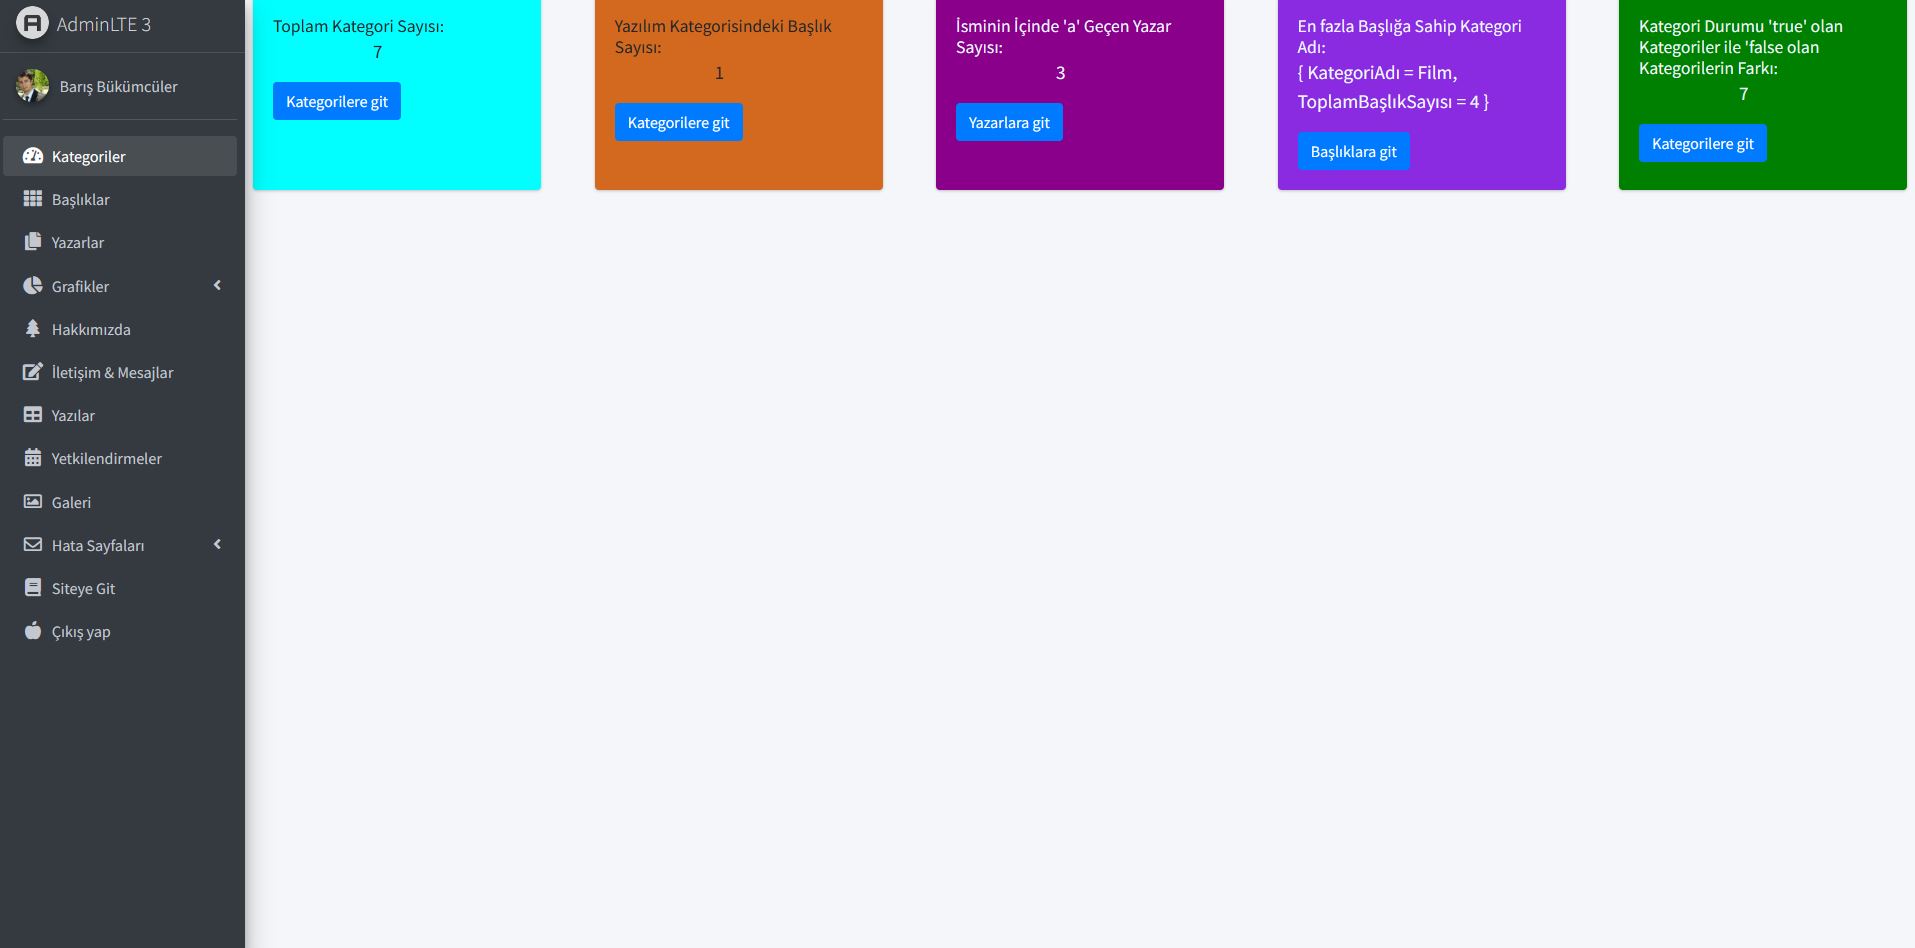 AdminLTE 3
Barış Bükümcüler
Kategoriler
Başlıklar
Yazarlar
Grafikler
Hakkımızda
İletişim & Mesajlar
Yazılar
Yetkilendirmeler
Galeri
Hata Sayfaları
Siteye Git
Çıkış yap
Toplam Kategori Sayısı:
7
Kategorilere git
Yazılım Kategorisindeki Başlık
Sayısı:
1
Kategorilere git
İsminin İçinde 'a' Geçen Yazar
Sayısı:
3
Yazarlara git
En fazla Başlığa Sahip Kategori
Adı:
{ KategoriAdı = Film,
ToplamBaşlıkSayısı = 4 }
Başlıklara git
Kategori Durumu 'true' olan
Kategoriler ile 'false olan
Kategorilerin Farkı:
7
Kategorilere git